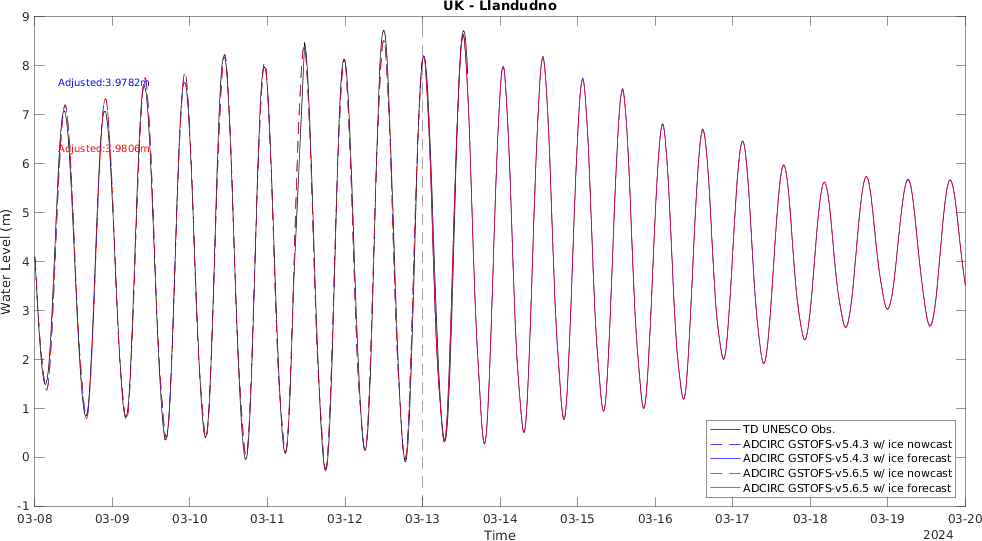 UK - Llandudno
9
8
7
6
5
4
3
2
1
0
-1
Water Level (m)
Adjusted:3.9782m
Adjusted:3.9806m
TD UNESCO Obs.
ADCIRC GSTOFS-v5.4.3 w/ ice nowcast
ADCIRC GSTOFS-v5.4.3 w/ ice forecast
ADCIRC GSTOFS-v5.6.5 w/ ice nowcast
ADCIRC GSTOFS-v5.6.5 w/ ice forecast
03-08 03-09 03-10 03-11 03-12 03-13 03-14 03-15 03-16 03-17 03-18 03-19 03-20
Time
2024